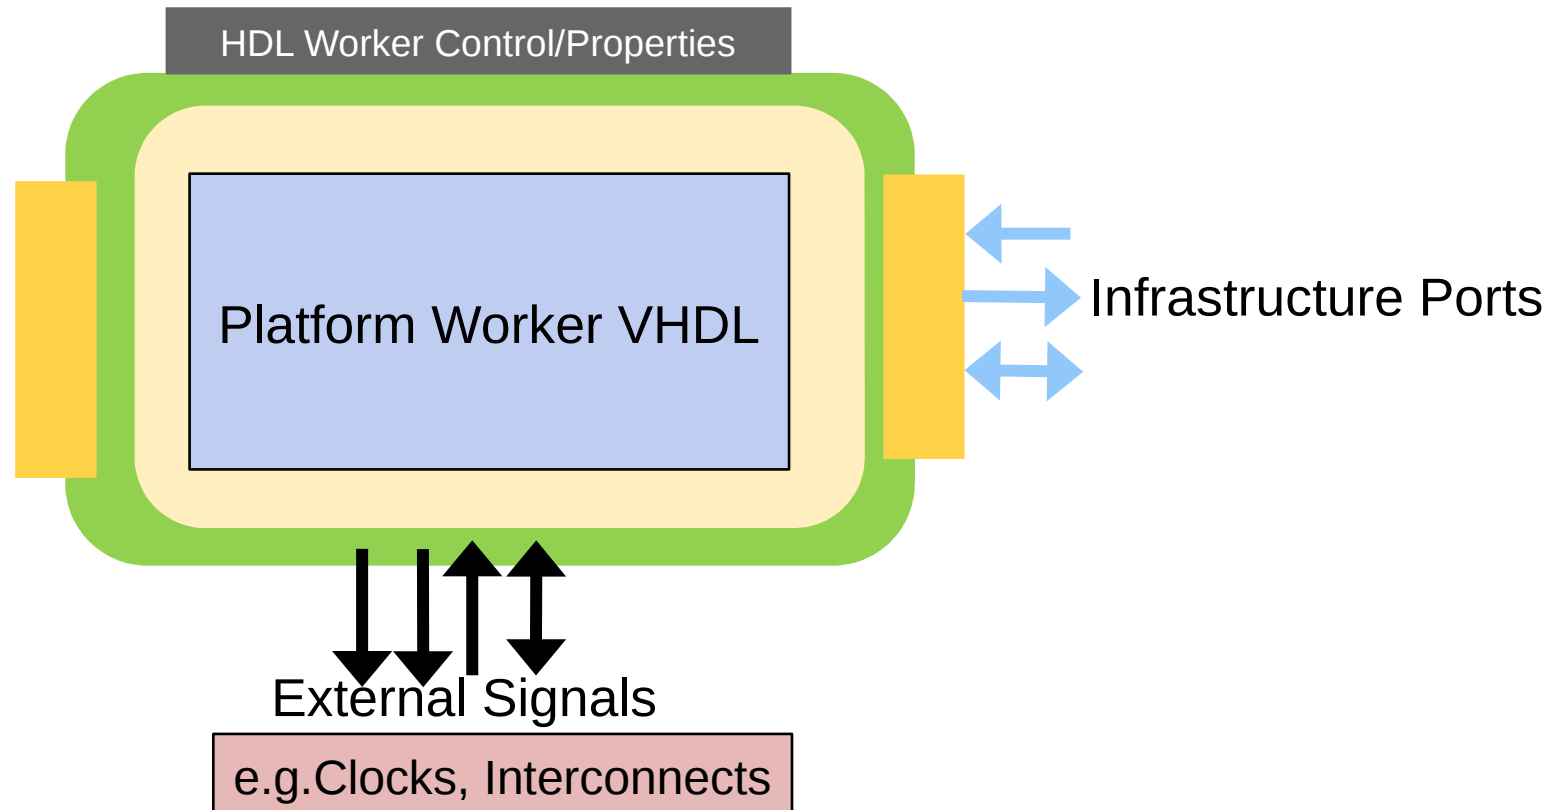 HDL Worker Control/Properties
Platform Worker VHDL
Infrastructure Ports
External Signals
e.g.Clocks, Interconnects